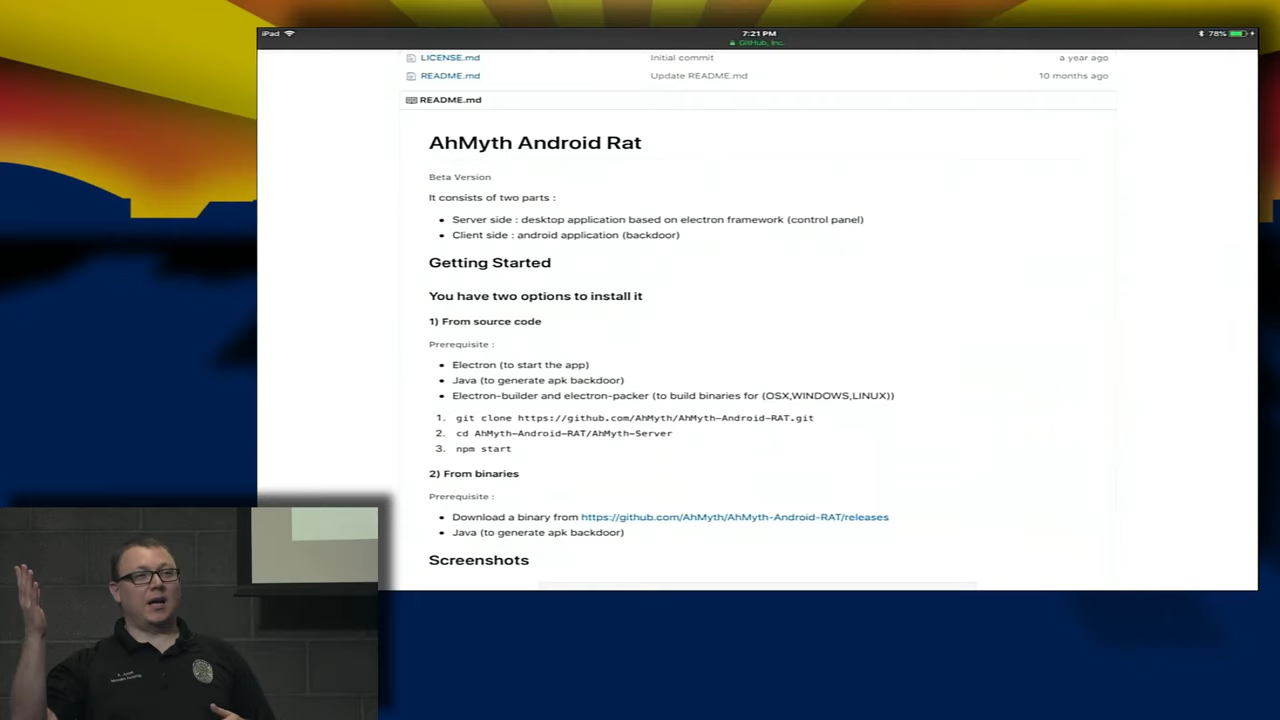 iPad
7:21 PM
78%
GitHub, Inc.
LICENSE.md Initial commit a year ago
README.md Update README.md 10 months ago
README.md
AhMyth Android Rat
Beta Version
It consists of two parts :
• Server side : desktop application based on electron framework (control panel)
• Client side : android application (backdoor)
Getting Started
You have two options to install it
1) From source code
Prerequisite :
• Electron (to start the app)
• Java (to generate apk backdoor)
• Electron-builder and electron-packer (to build binaries for (OSX,WINDOWS,LINUX))
1. git clone https://github.com/AhMyth/AhMyth-Android-RAT.git
2. cd AhMyth-Android-RAT/AhMyth-Server
3. npm start
2) From binaries
Prerequisite :
• Download a binary from https://github.com/AhMyth/AhMyth-Android-RAT/releases
• Java (to generate apk backdoor)
Screenshots